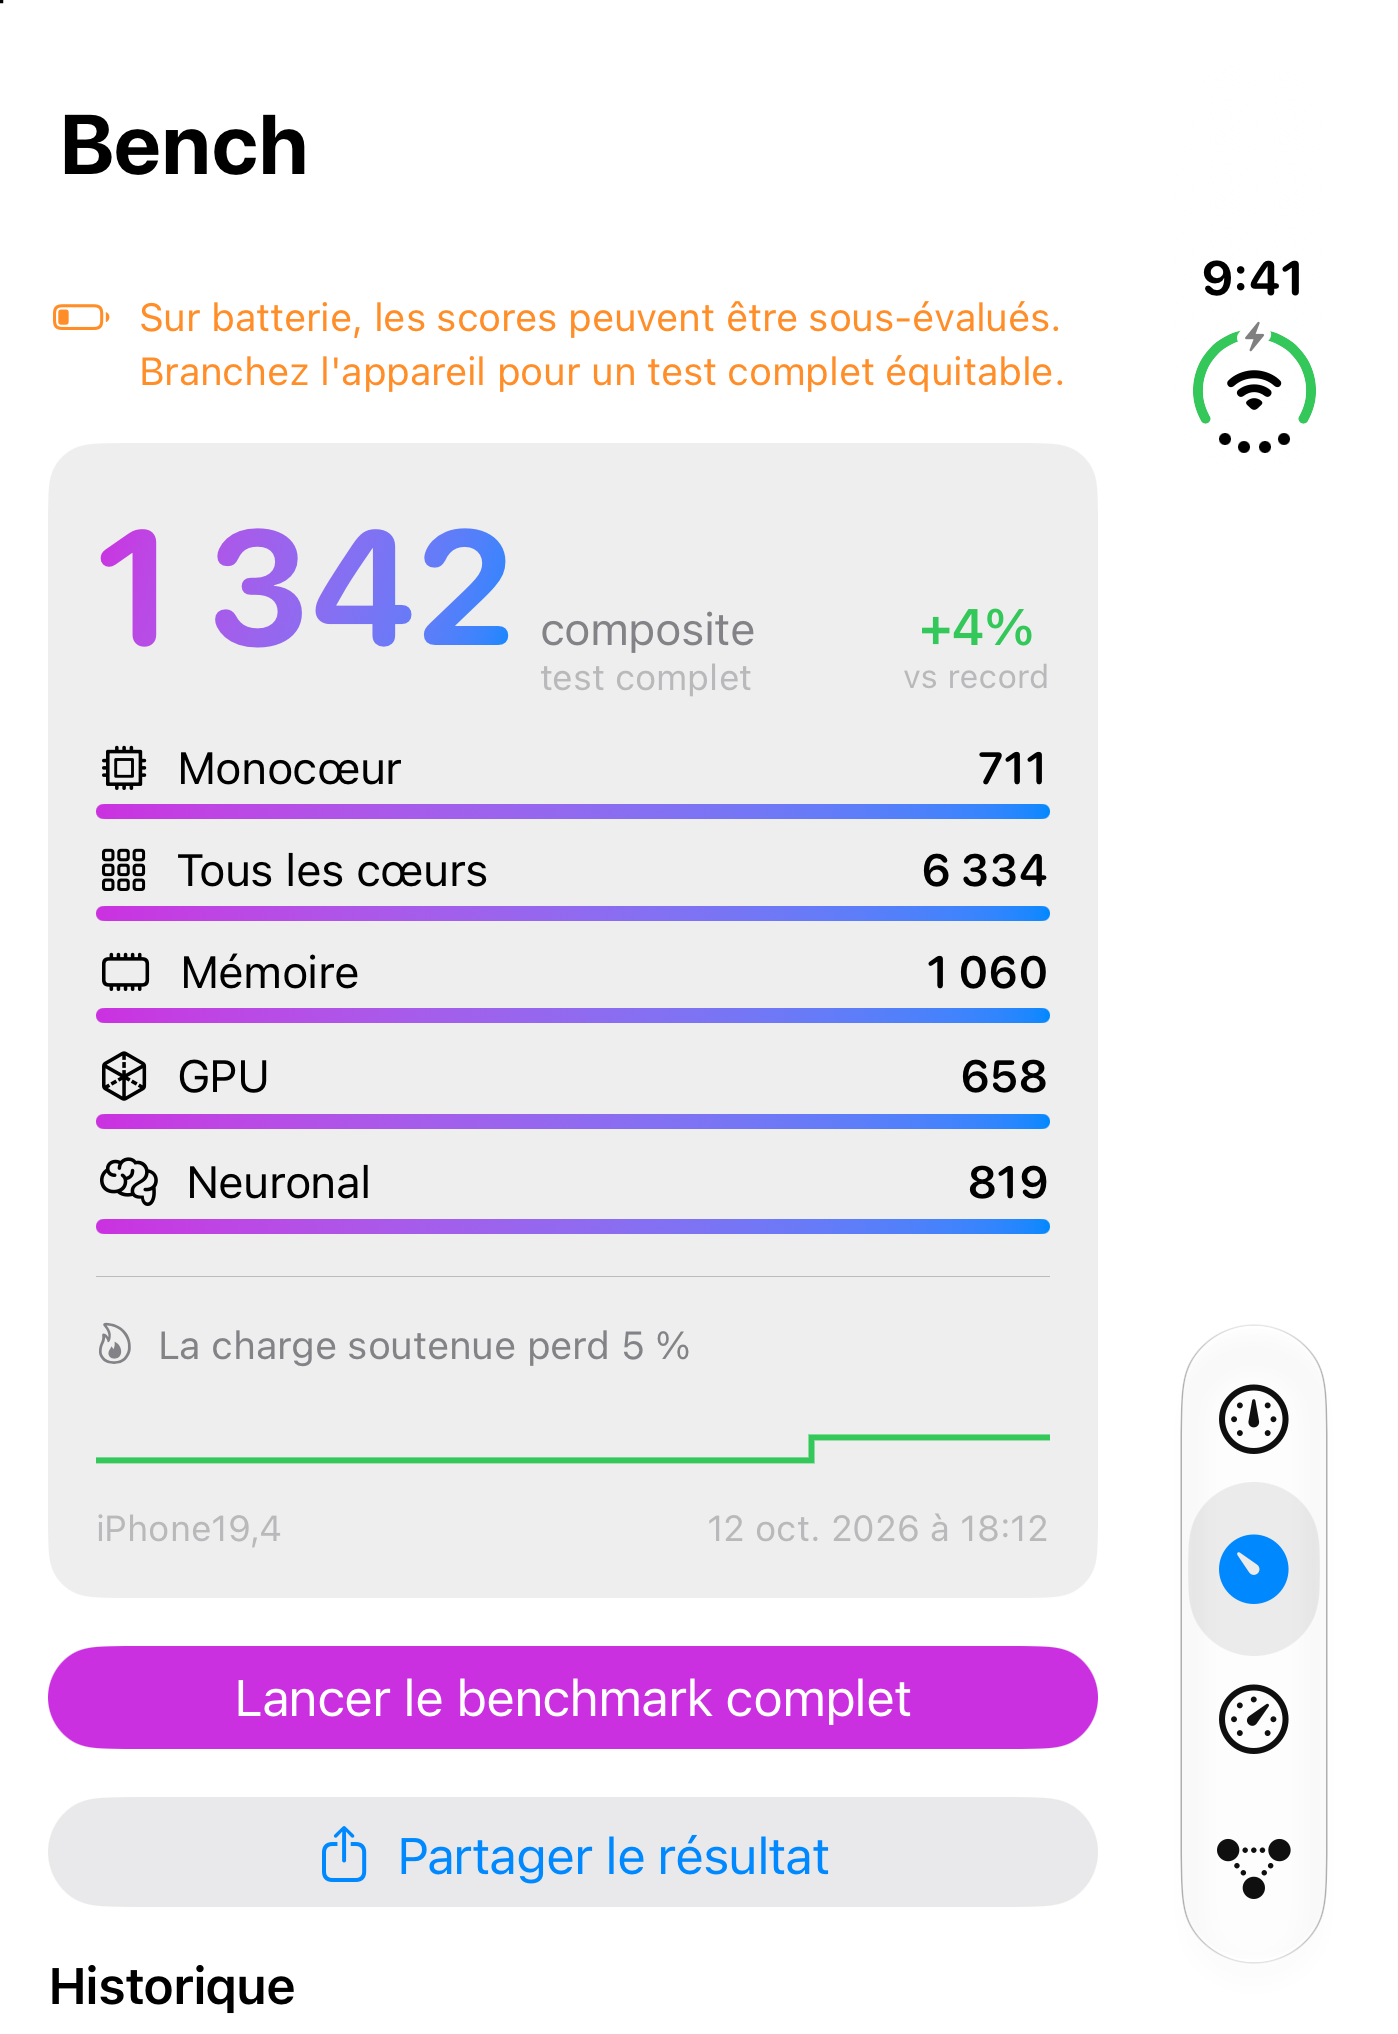 Bench
9:41
Sur batterie, les scores peuvent être sous-évalués.
Branchez l'appareil pour un test complet équitable.
1 342 composite +4%
test complet vs record
Monocœur 711
Tous les cœurs 6 334
Mémoire 1 060
GPU 658
Neuronal 819
La charge soutenue perd 5 %
iPhone19,4 12 oct. 2026 à 18:12
Lancer le benchmark complet
Partager le résultat
Historique